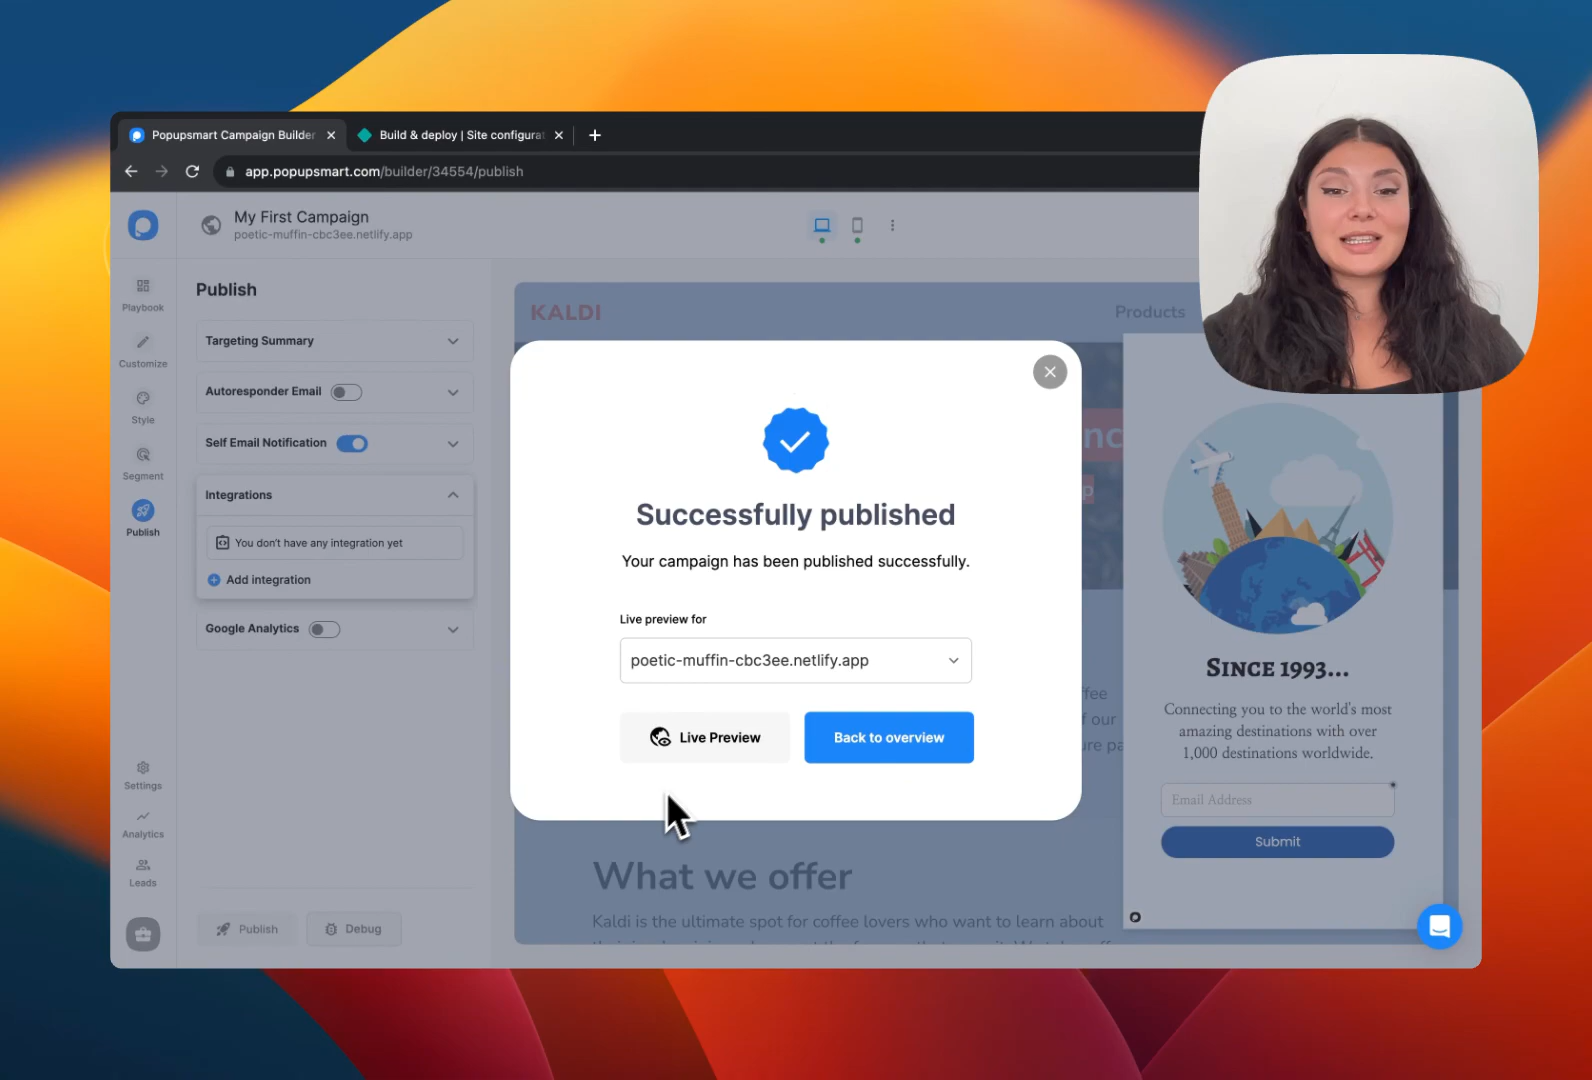 Popupsmart Campaign Builder
Build & deploy | Site configurat
app.popupsmart.com/builder/34554/publish
My First Campaign
poetic-muffin-cbc3ee.netlify.app
Playbook
Customize
Style
Segment
Publish
Settings
Analytics
Leads
Publish
Targeting Summary
Autoresponder Email
Self Email Notification
Integrations
You don't have any integration yet
Add integration
Google Analytics
Publish
Debug
KALDI
Products
Successfully published
Your campaign has been published successfully.
Live preview for
poetic-muffin-cbc3ee.netlify.app
Live Preview
Back to overview
What we offer
Kaldi is the ultimate spot for coffee lovers who want to learn about
SINCE 1993...
Connecting you to the world's most
amazing destinations with over
1,000 destinations worldwide.
Email Address
Submit